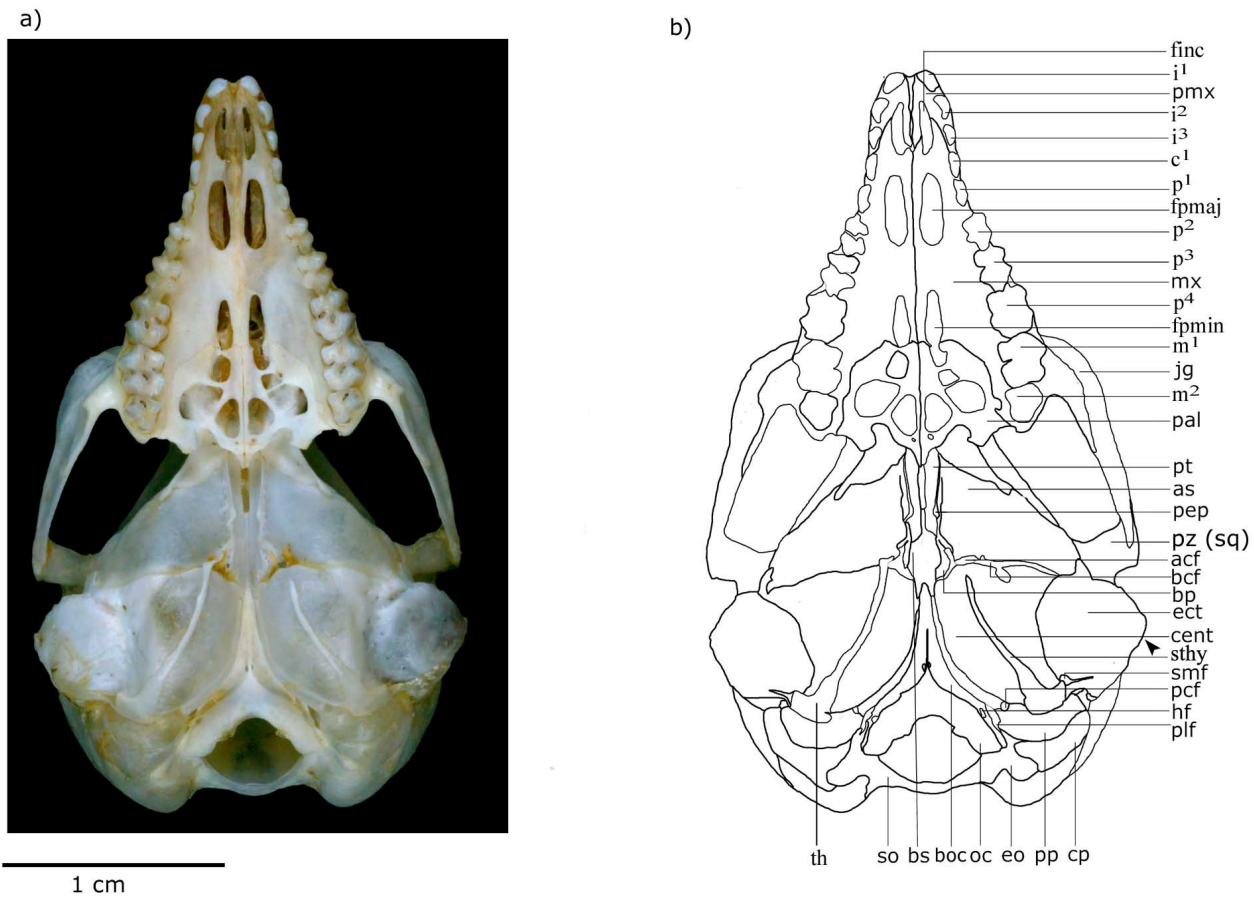 a)
1 cm
b)
finc
i¹
pmx
i²
i³
c¹
p¹
fpmaj
p²
p³
mx
p⁴
fpmin
m¹
jg
m²
pal
pt
as
pep
pz (sq)
acf
bcf
bp
ect
cent
sthy
smf
pcf
hf
plf
th so bs boc oc eo pp cp